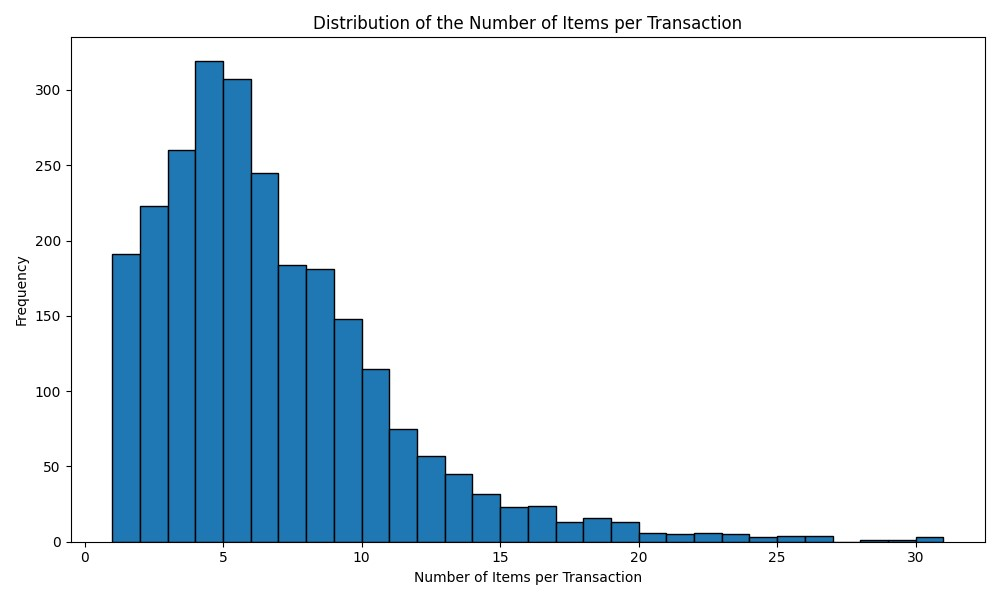 Distribution of the Number of Items per Transaction
Frequency
300
250
200
150
100
50
0
0 5 10 15 20 25 30
Number of Items per Transaction